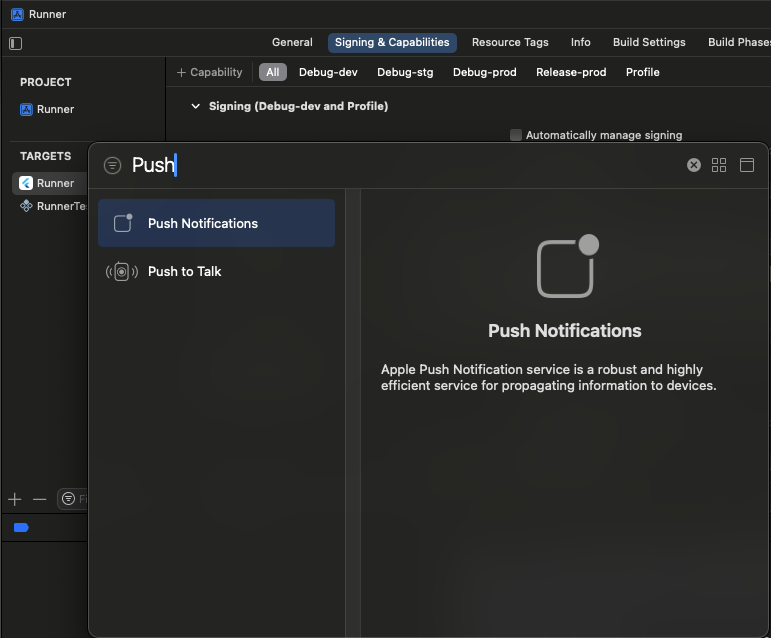 Runner
General Signing & Capabilities Resource Tags Info Build Settings Build Phases
PROJECT
Runner
TARGETS
Runner
RunnerTe
+ Capability All Debug-dev Debug-stg Debug-prod Release-prod Profile
Signing (Debug-dev and Profile)
Automatically manage signing
Push
Push Notifications
Push to Talk
Push Notifications
Apple Push Notification service is a robust and highly
efficient service for propagating information to devices.
Fi